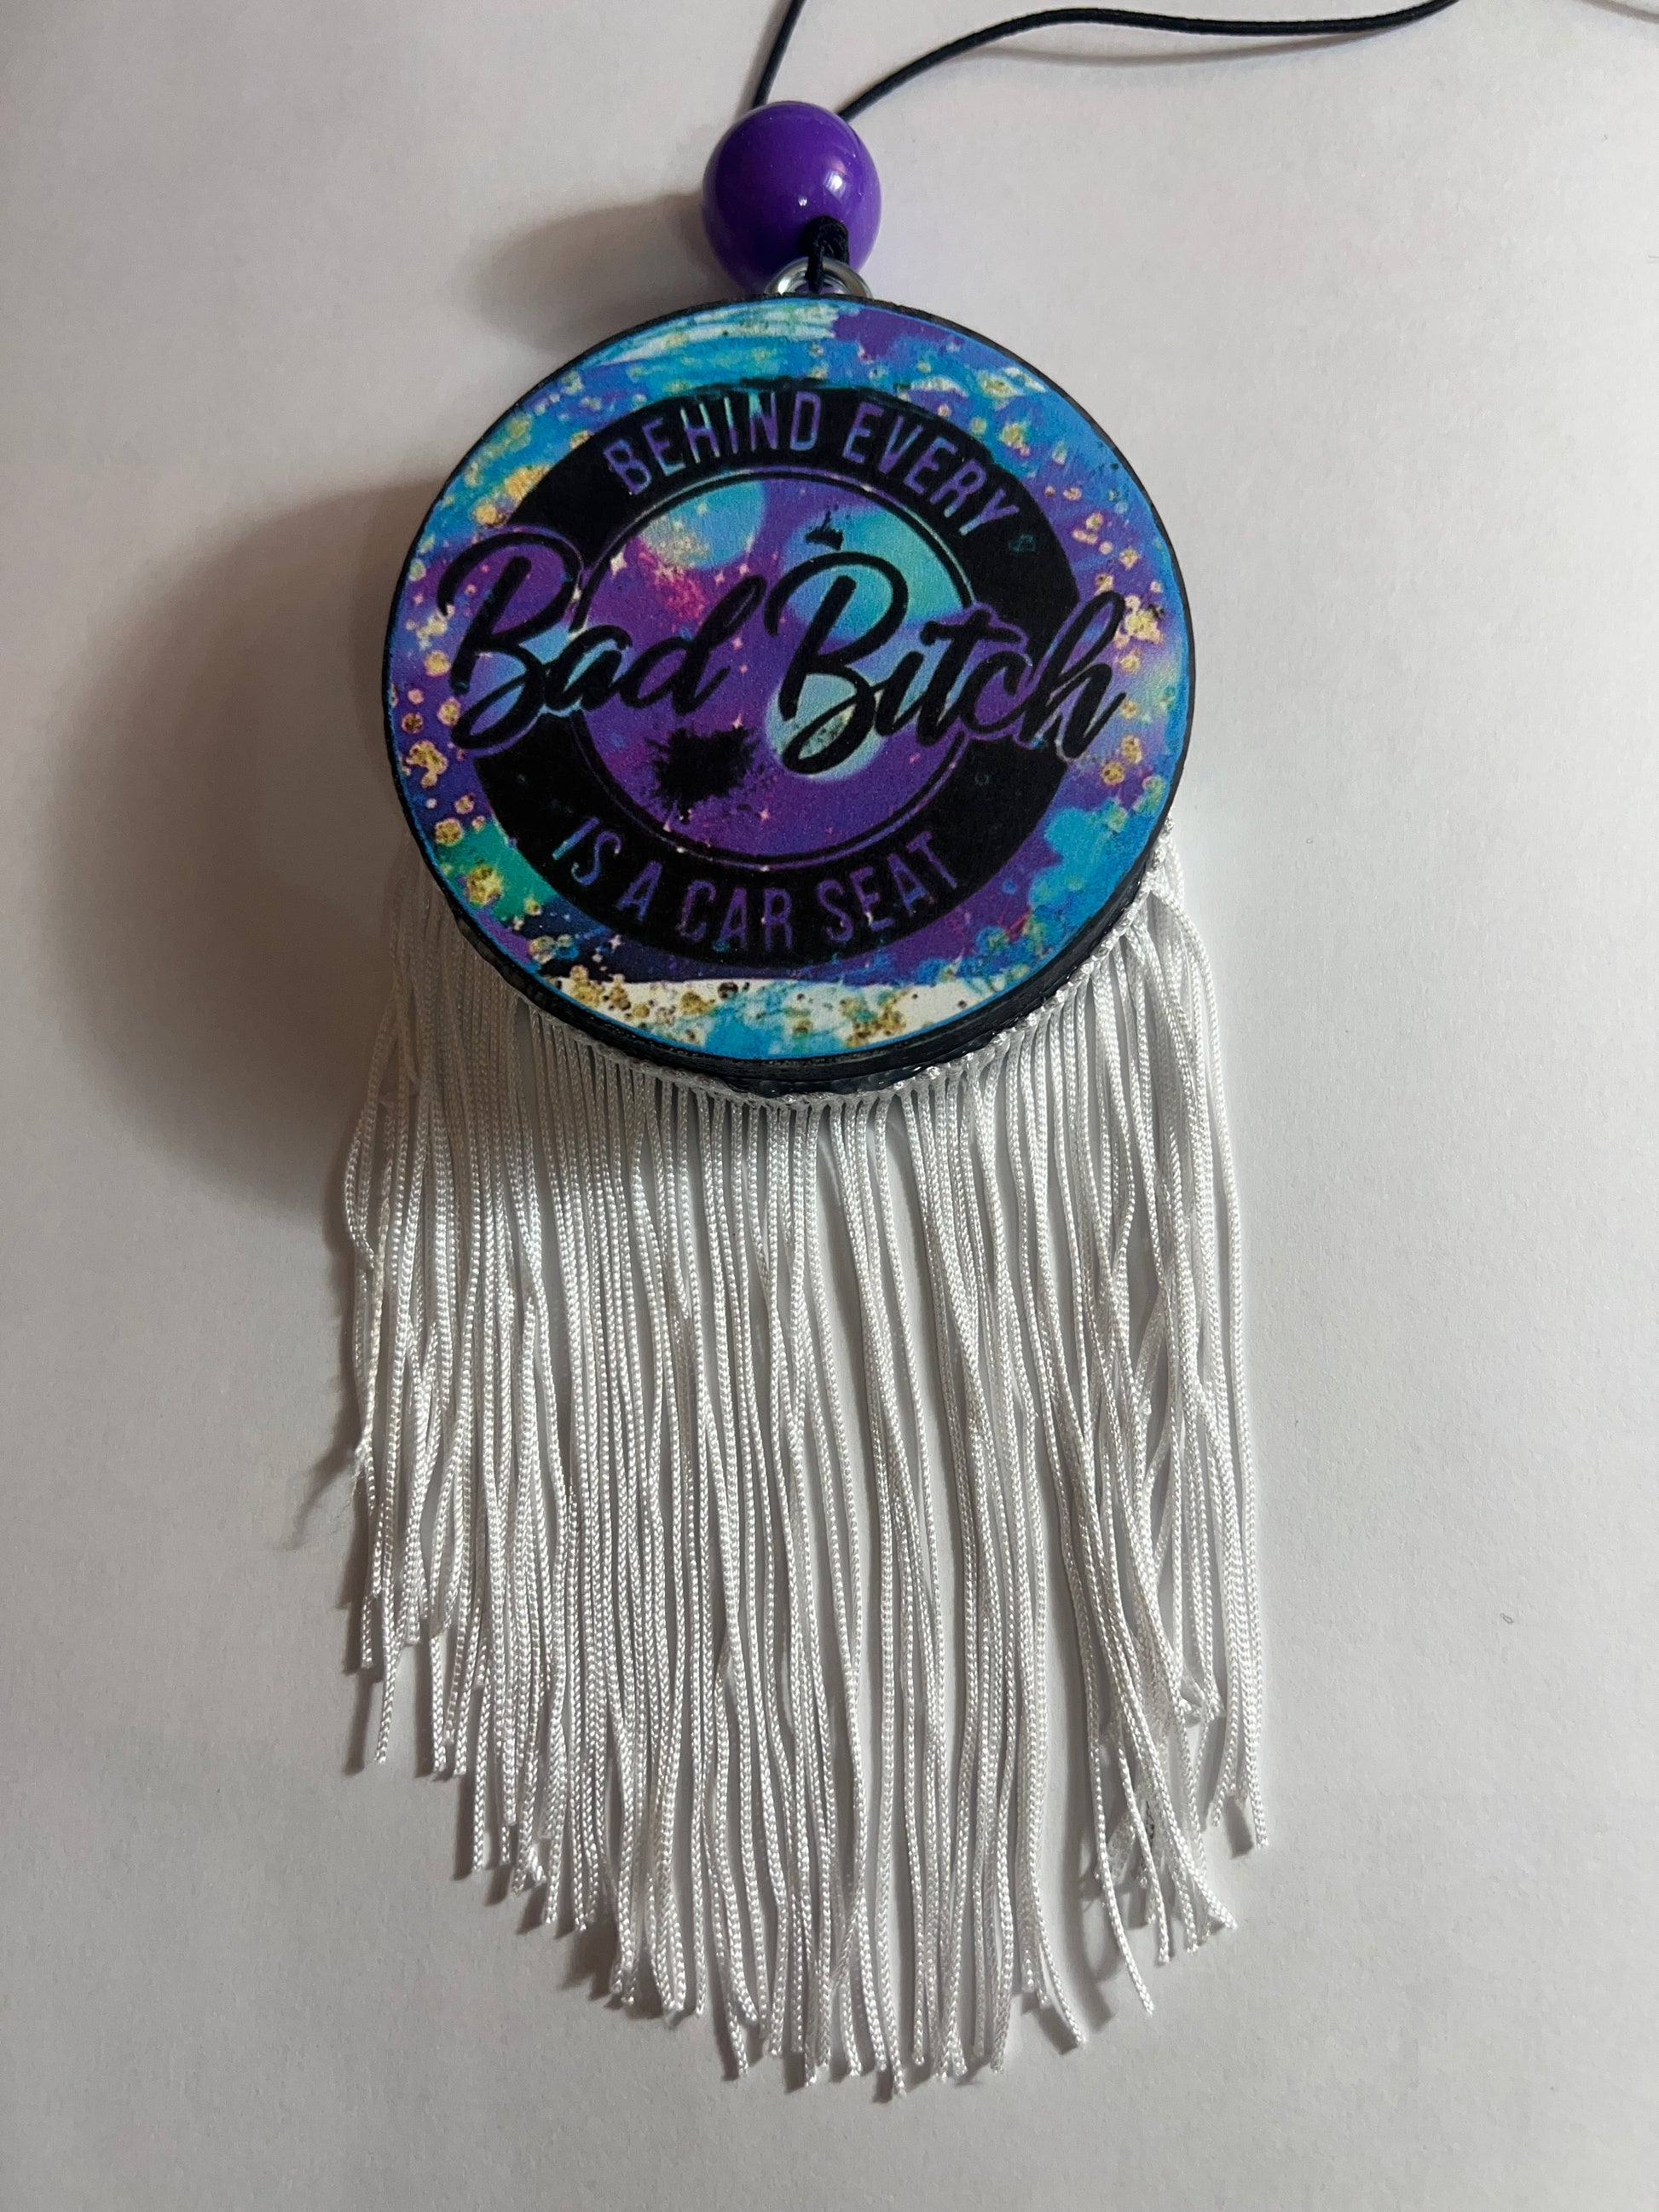 BEHIND EVERY
Bad Bitch
IS A CAR SEAT